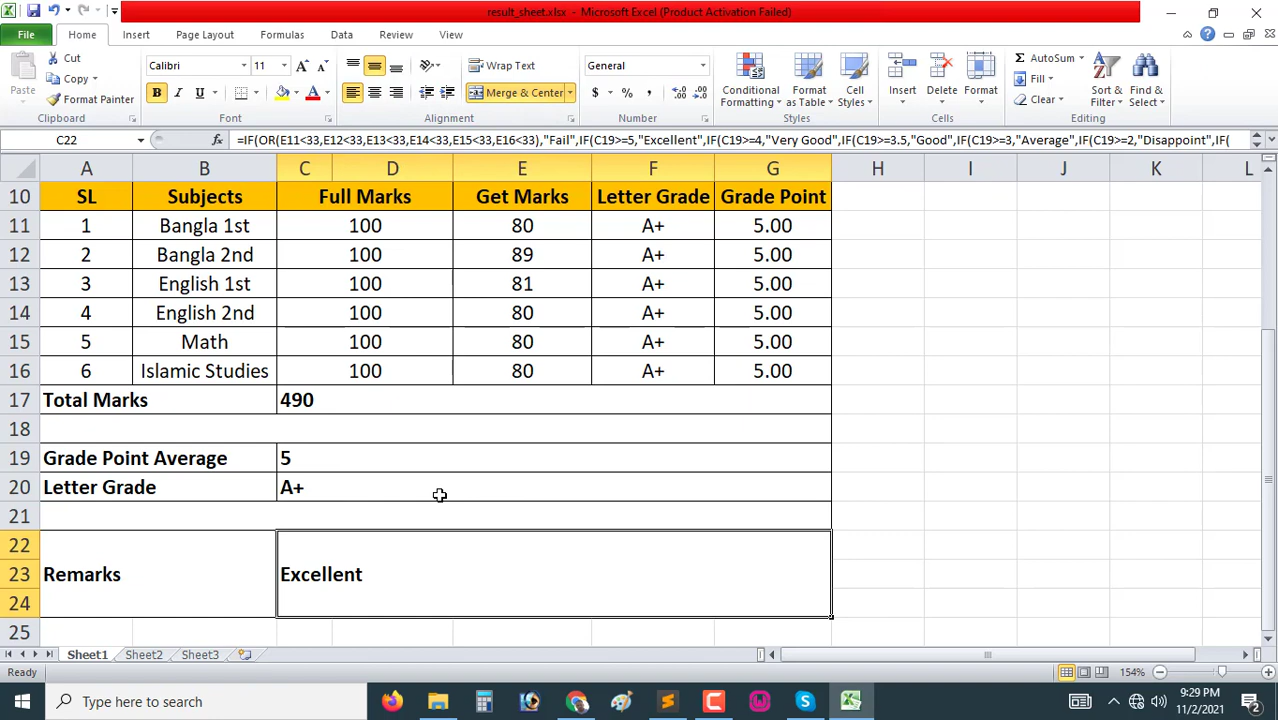 result_sheet.xlsx - Microsoft Excel (Product Activation Failed)
File Home Insert Page Layout Formulas Data Review View
Paste
Cut
Copy
Format Painter
Clipboard
Calibri 11
B I U
Font
Wrap Text
Merge & Center
Alignment
General
$ % ,
Number
Conditional Formatting
Format as Table
Cell Styles
Styles
Insert Delete Format
Cells
Σ AutoSum
Fill
Clear
Sort & Filter
Find & Select
Editing
C22 fx =IF(OR(E11<33,E12<33,E13<33,E14<33,E15<33,E16<33),"Fail",IF(C19>=5,"Excellent",IF(C19>=4,"Very Good",IF(C19>=3.5,"Good",IF(C19>=3,"Average",IF(C19>=2,"Disappoint",IF(
A B C D E F G H I J K L
10 SL Subjects Full Marks Get Marks Letter Grade Grade Point
11 1 Bangla 1st 100 80 A+ 5.00
12 2 Bangla 2nd 100 89 A+ 5.00
13 3 English 1st 100 81 A+ 5.00
14 4 English 2nd 100 80 A+ 5.00
15 5 Math 100 80 A+ 5.00
16 6 Islamic Studies 100 80 A+ 5.00
17 Total Marks 490
18
19 Grade Point Average 5
20 Letter Grade A+
21
22
23 Remarks Excellent
24
25
Sheet1 Sheet2 Sheet3
Ready 154%
Type here to search
9:29 PM
11/2/2021
2